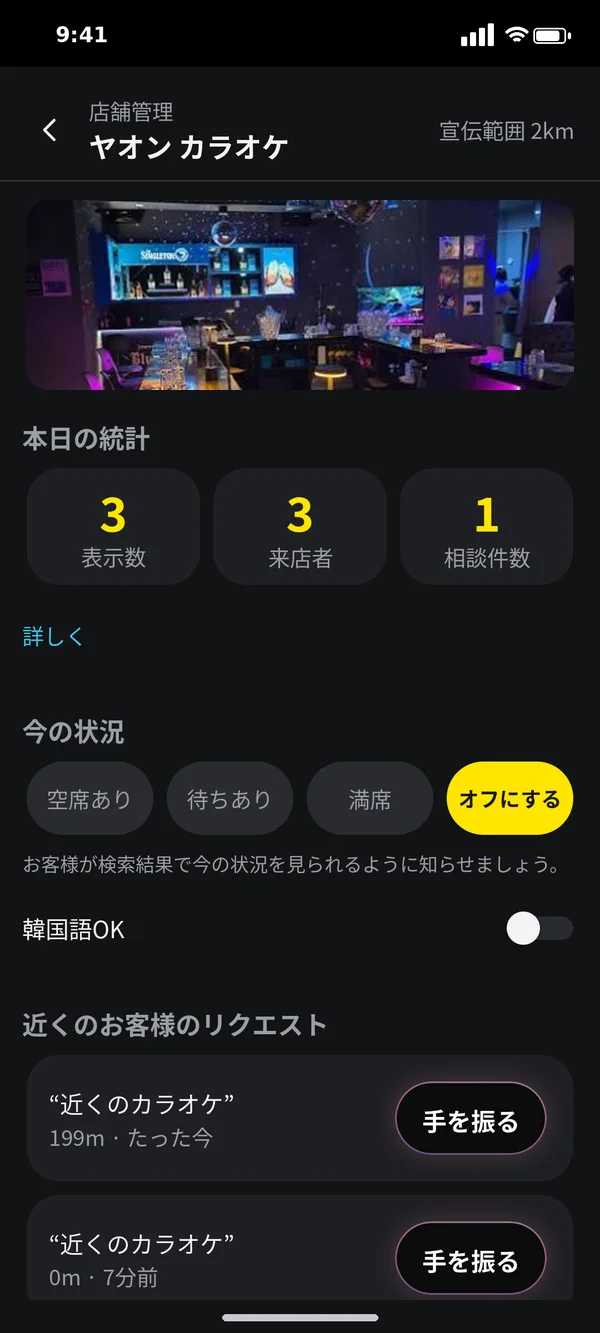 9:41
店舗管理
ヤオン カラオケ
宣伝範囲 2km
SINGLETON
本日の統計
3
表示数
3
来店者
1
相談件数
詳しく
今の状況
空席あり
待ちあり
満席
オフにする
お客様が検索結果で今の状況を見られるように知らせましょう。
韓国語OK
近くのお客様のリクエスト
“近くのカラオケ”
199m · たった今
手を振る
“近くのカラオケ”
0m · 7分前
手を振る